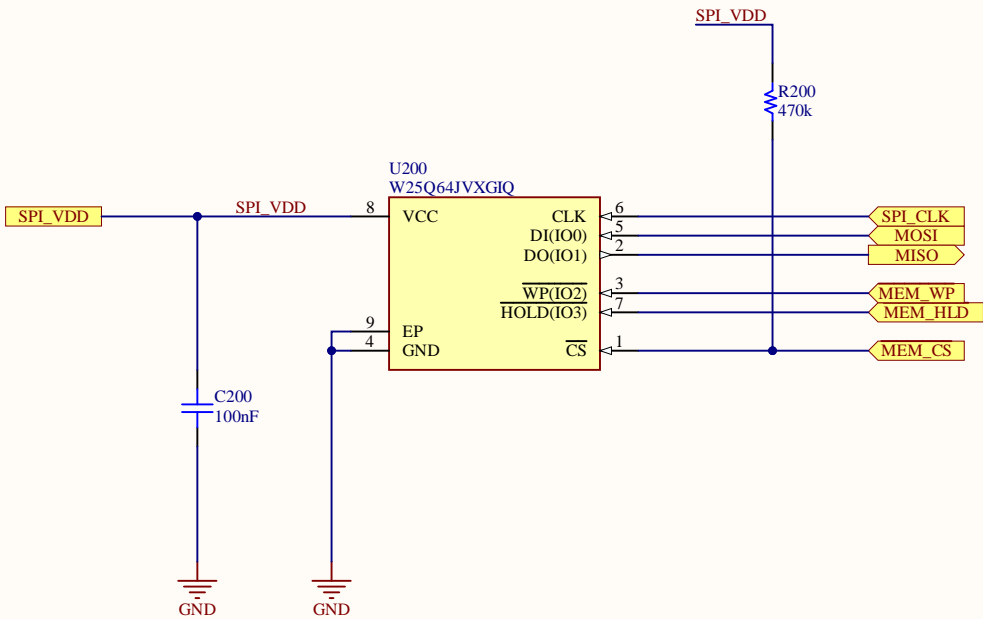 SPI_VDD
R200
470k
U200
W25Q64JVXGIQ
SPI_VDD
SPI_VDD
8
VCC
CLK
6
SPI_CLK
DI(IO0)
5
MOSI
DO(IO1)
2
MISO
WP(IO2)
3
MEM_WP
HOLD(IO3)
7
MEM_HLD
9
EP
4
GND
CS
1
MEM_CS
C200
100nF
GND
GND